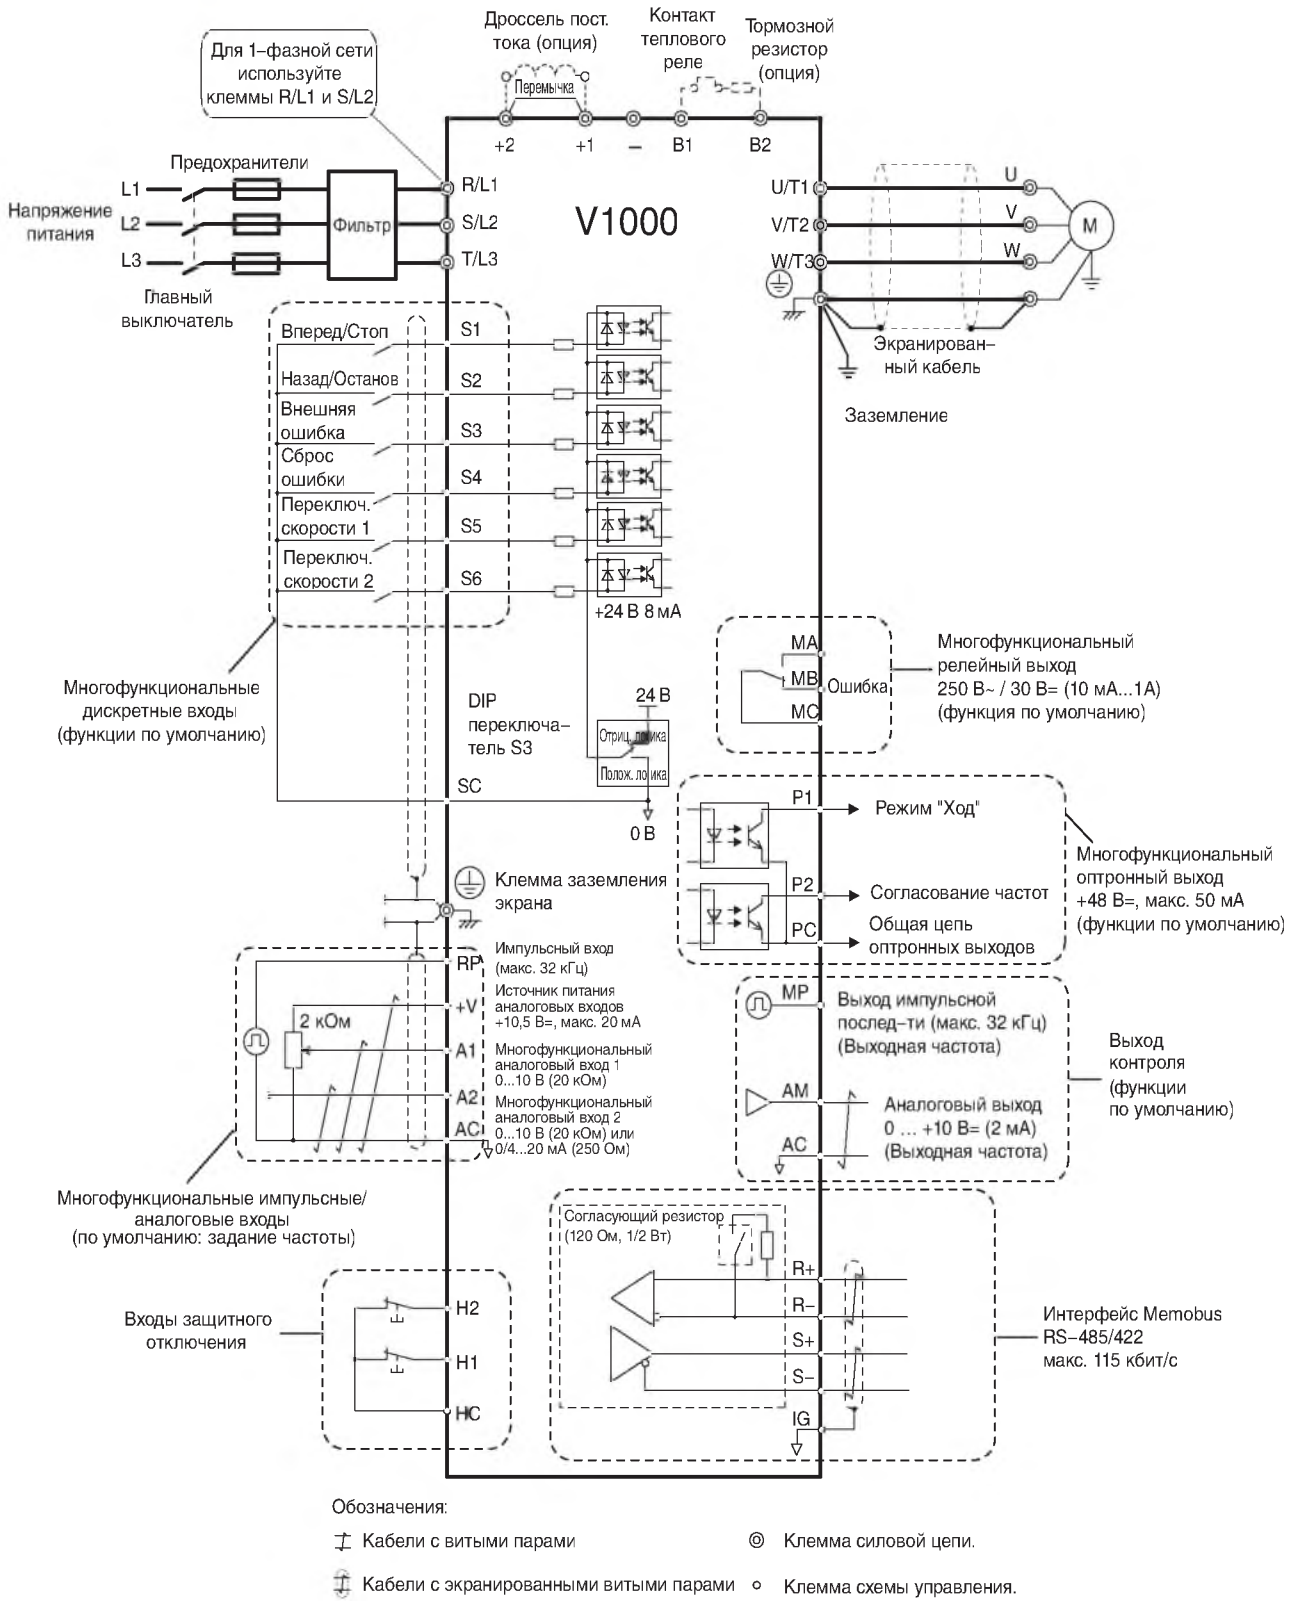 Для 1–фазной сети
используйте
клеммы R/L1 и S/L2
Дроссель пост.
тока (опция)
Перемычка
Контакт
теплового
реле
Тормозной
резистор
(опция)
+2
+1
–
B1
B2
Предохранители
Напряжение
питания
L1
L2
L3
Фильтр
Главный
выключатель
R/L1
S/L2
T/L3
V1000
U/T1
V/T2
W/T3
U
V
W
M
Экранирован–
ный кабель
Заземление
Вперед/Стоп
S1
Назад/Останов
S2
Внешняя
ошибка
S3
Сброс
ошибки
S4
Переключ.
скорости 1
S5
Переключ.
скорости 2
S6
+24 В 8 мА
Многофункциональные
дискретные входы
(функции по умолчанию)
DIP
переключа–
тель S3
24 В
Отриц. логика
Полож. логика
SC
0 В
MA
MB
MC
Ошибка
Многофункциональный
релейный выход
250 В~ / 30 В= (10 мА...1А)
(функция по умолчанию)
P1
Режим "Ход"
P2
Согласование частот
PC
Общая цепь
оптронных выходов
Многофункциональный
оптронный выход
+48 В=, макс. 50 мА
(функции по умолчанию)
Клемма заземления
экрана
RP
Импульсный вход
(макс. 32 кГц)
+V
Источник питания
аналоговых входов
+10,5 В=, макс. 20 мА
2 кОм
A1
Многофункциональный
аналоговый вход 1
0...10 В (20 кОм)
A2
Многофункциональный
аналоговый вход 2
0...10 В (20 кОм) или
0/4...20 мА (250 Ом)
AC
Многофункциональные импульсные/
аналоговые входы
(по умолчанию: задание частоты)
MP
Выход импульсной
послед–ти (макс. 32 кГц)
(Выходная частота)
AM
Аналоговый выход
0 ... +10 В= (2 мА)
(Выходная частота)
AC
Выход
контроля
(функции
по умолчанию)
Входы защитного
отключения
H2
H1
HC
Согласующий резистор
(120 Ом, 1/2 Вт)
R+
R–
S+
S–
IG
Интерфейс Memobus
RS–485/422
макс. 115 кбит/с
Обозначения:
Кабели с витыми парами
Клемма силовой цепи.
Кабели с экранированными витыми парами
Клемма схемы управления.